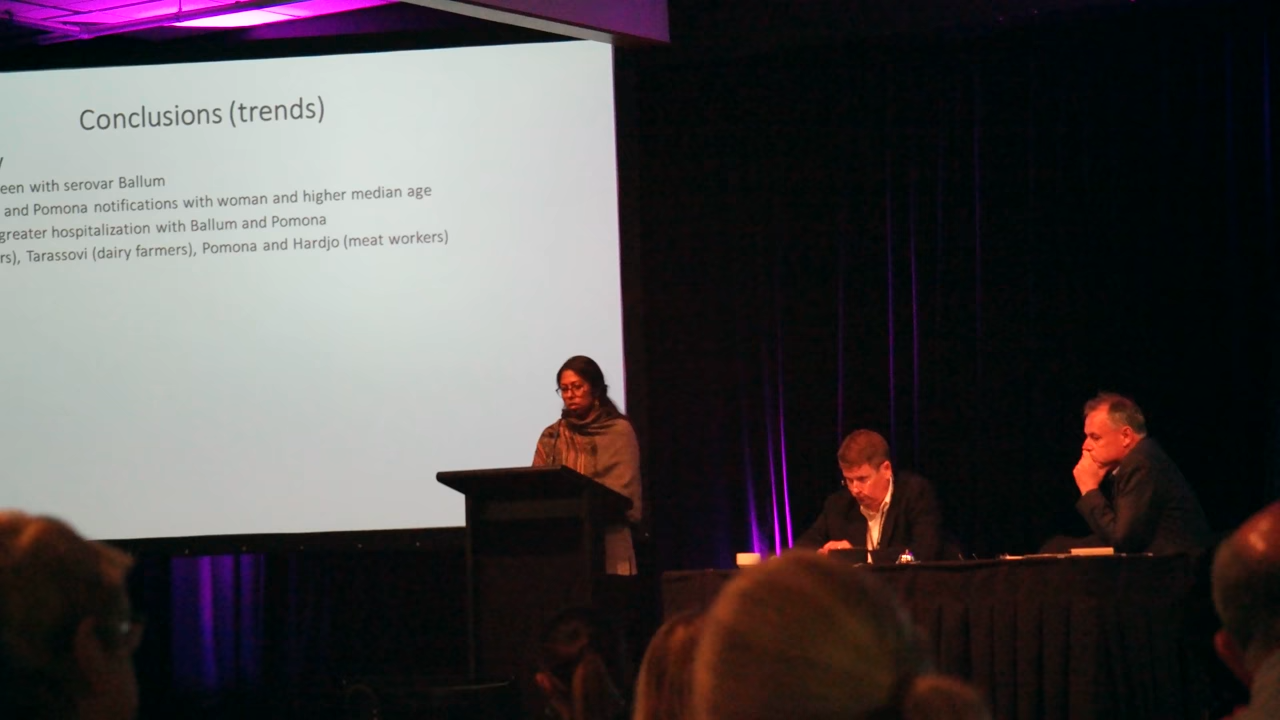 Conclusions (trends)
een with serovar Ballum
and Pomona notifications with woman and higher median age
greater hospitalization with Ballum and Pomona
rs), Tarassovi (dairy farmers), Pomona and Hardjo (meat workers)